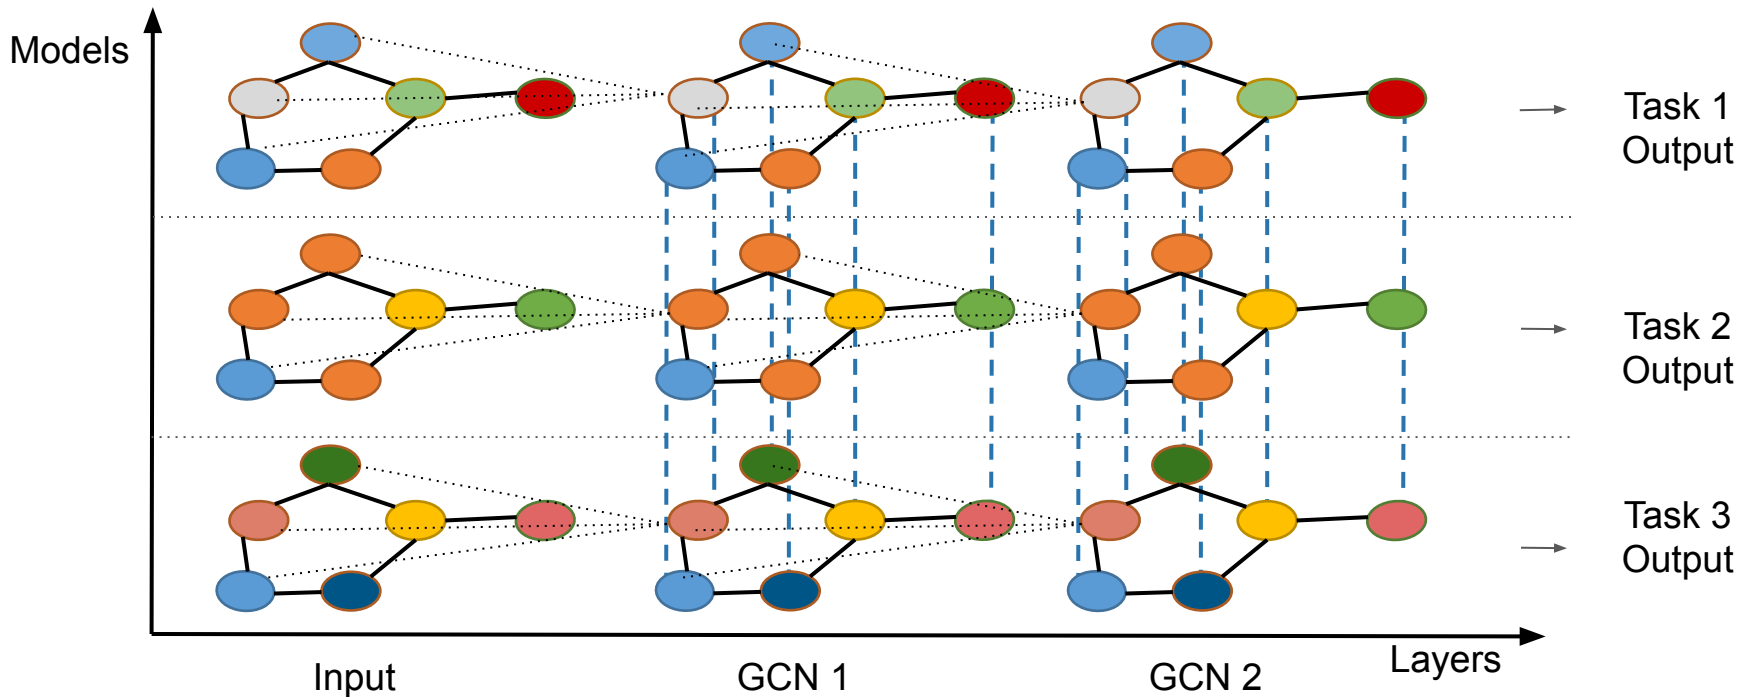 Models
Task 1
Output
Task 2
Output
Task 3
Output
Layers
Input
GCN 1
GCN 2